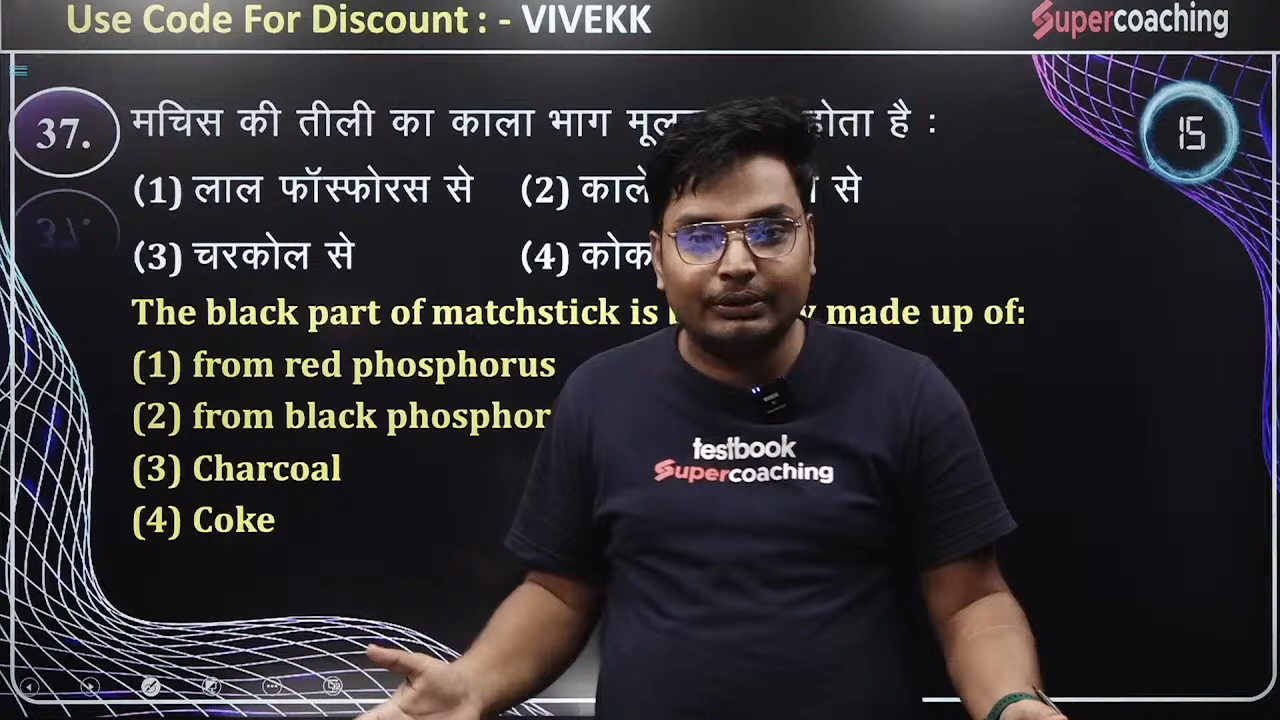 Use Code For Discount : - VIVEKK
Supercoaching
37.
मचिस की तीली का काला भाग होता है :
15
(1) लाल फॉस्फोरस से (2) काले से
(3) चरकोल से (4)
The black part of matchstick is made up of:
(1) from red phosphorus
(2) from black
(3) Charcoal
(4) Coke
testbook
Supercoaching